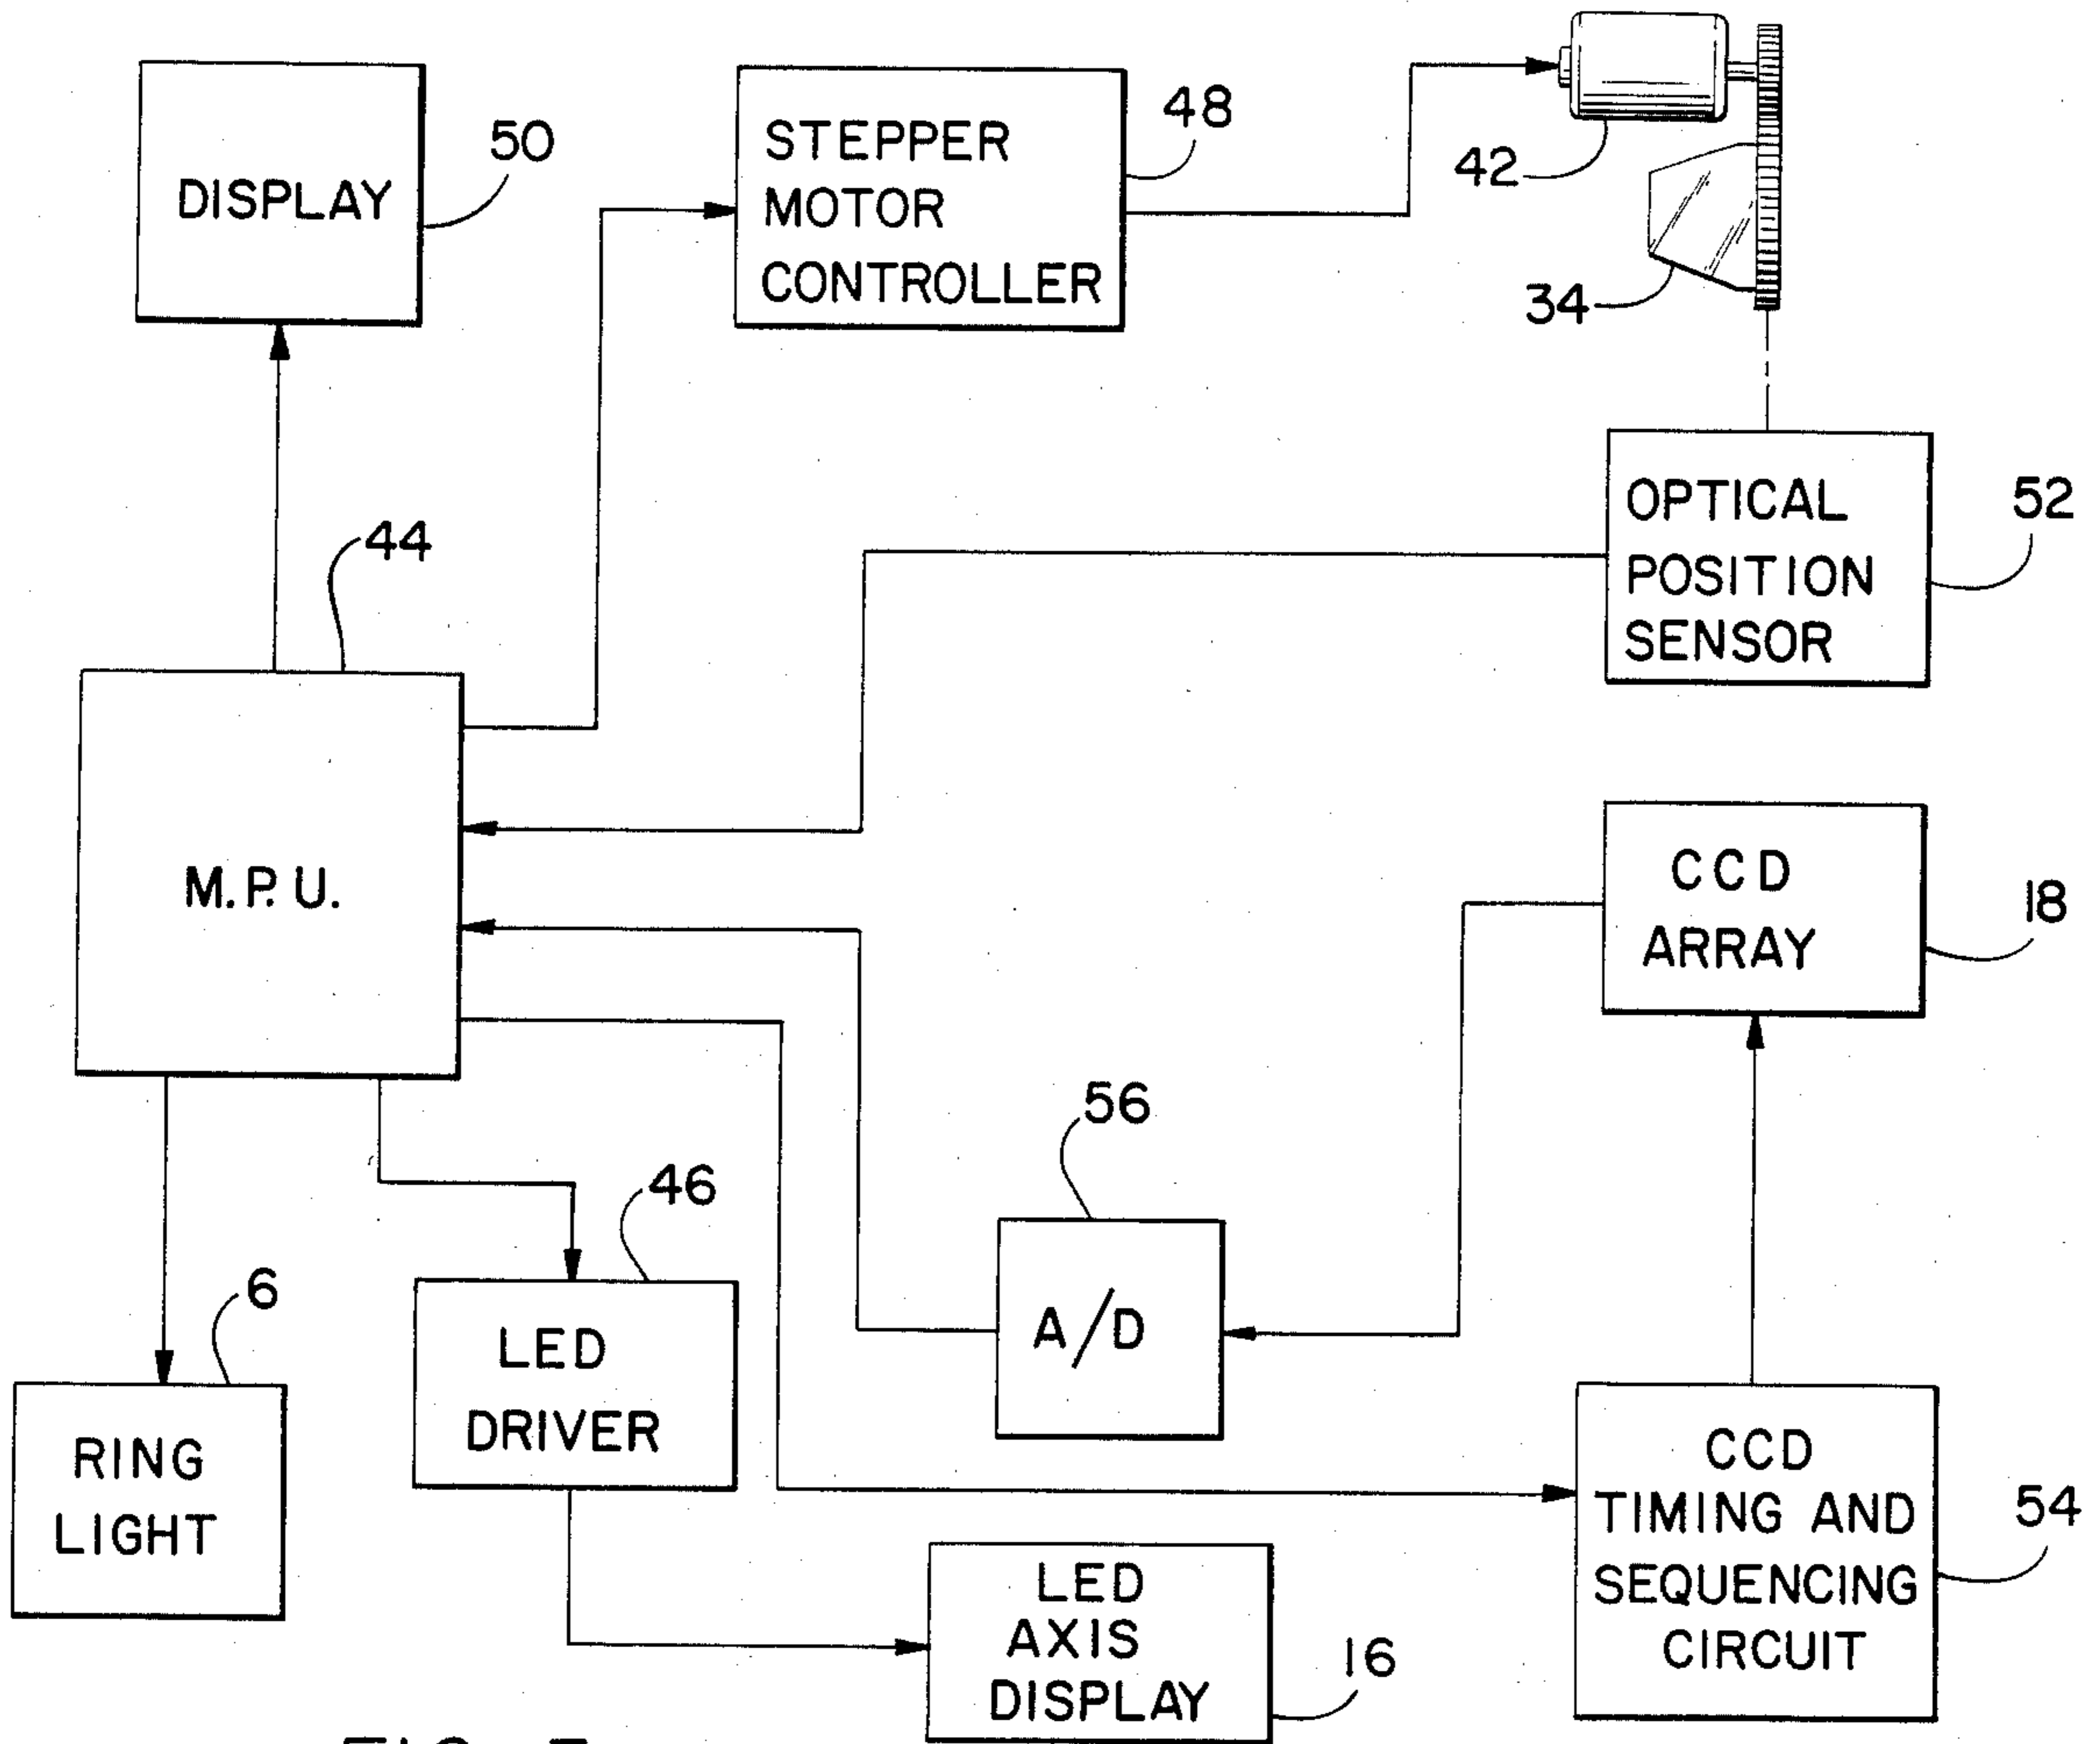 DISPLAY
50
STEPPER
MOTOR
CONTROLLER
48
42
34
OPTICAL
POSITION
SENSOR
52
44
M.P.U.
CCD
ARRAY
18
56
A/D
46
LED
DRIVER
6
RING
LIGHT
LED
AXIS
DISPLAY
16
CCD
TIMING AND
SEQUENCING
CIRCUIT
54